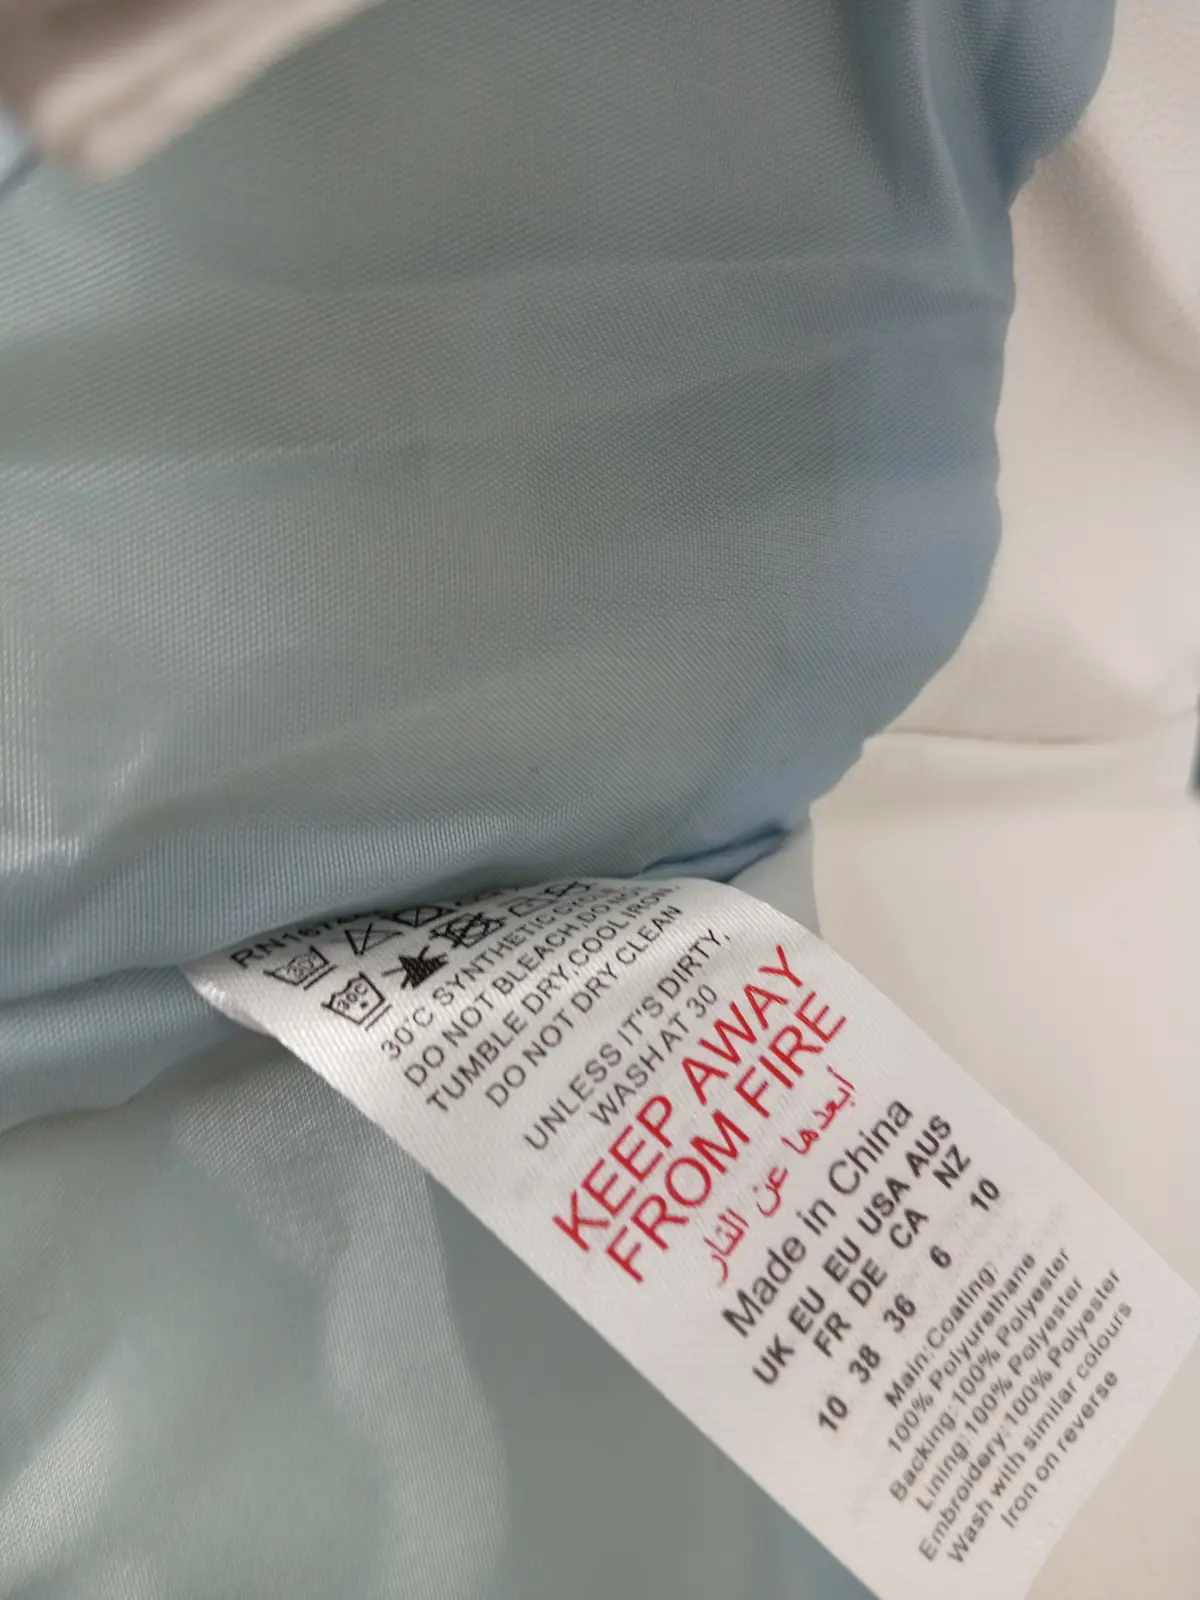 30°C
30°C
30°C SYNTHETIC CYCLE,
DO NOT BLEACH,DO NOT
TUMBLE DRY,COOL IRON,
DO NOT DRY CLEAN
UNLESS IT'S DIRTY,
WASH AT 30
KEEP AWAY
FROM FIRE
أبعدها عن النار
Made in China
UK EU EU USA AUS
FR DE CA NZ
10 38 36 6 10
Main:Coating:
100% Polyurethane
Backing:100% Polyester
Lining:100% Polyester
Embroidery:100% Polyester
Wash with similar colours
Iron on reverse